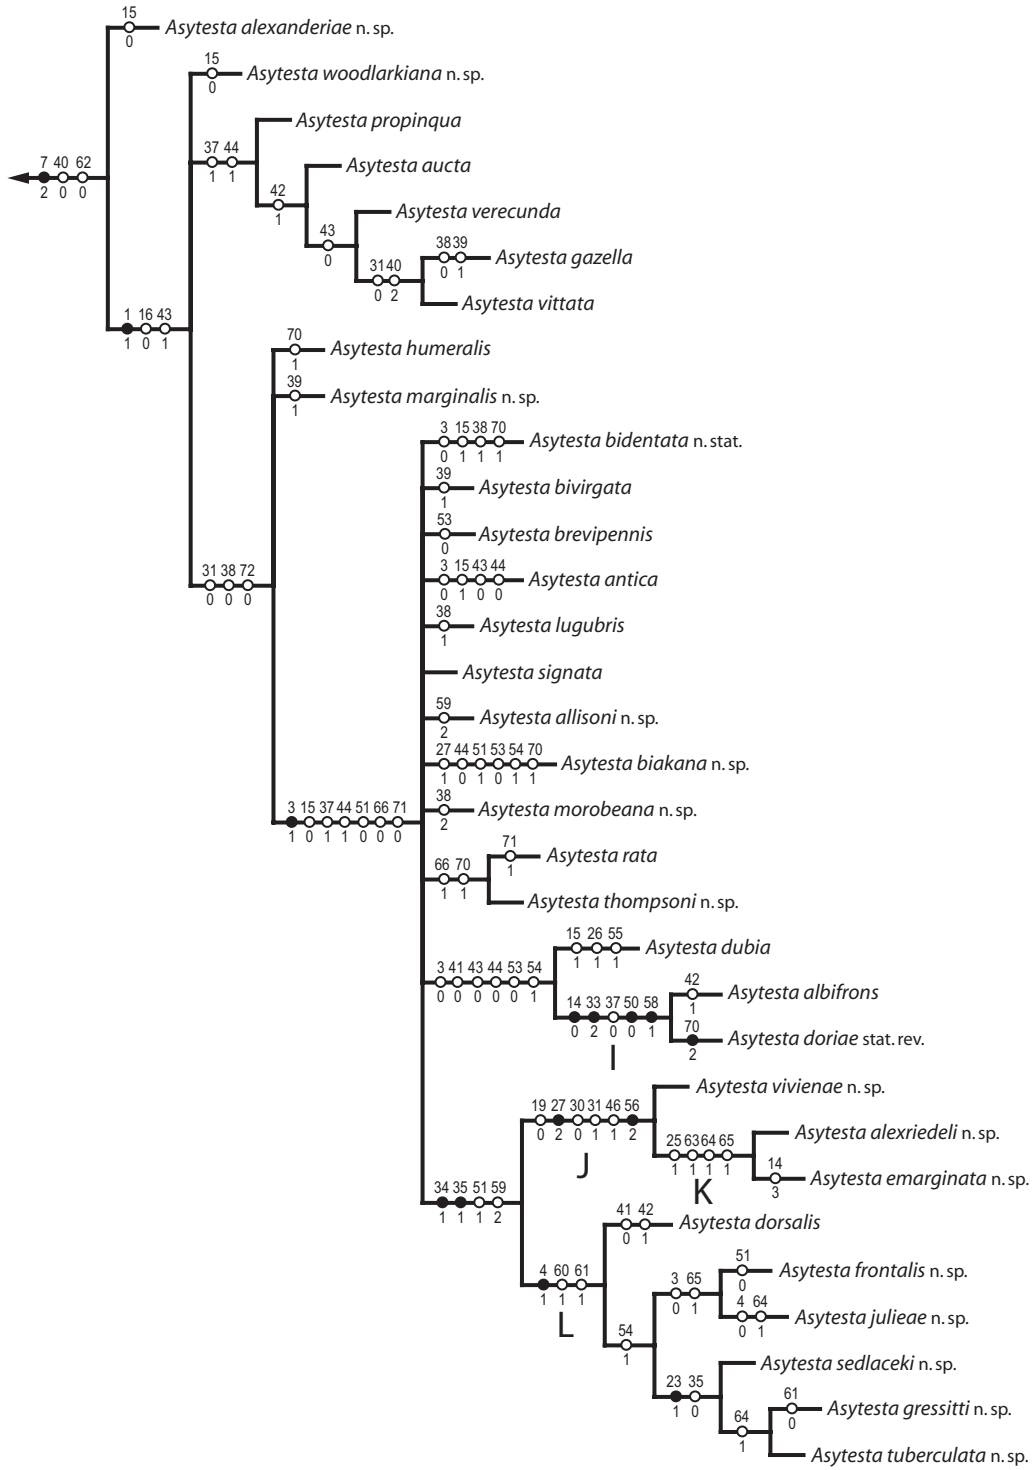 15
0
Asytesta alexanderiae n. sp.
15
0
Asytesta woodlarkiana n. sp.
Asytesta propinqua
37 44
1 1
Asytesta aucta
7 40 62
2 0 0
42
1
Asytesta verecunda
43
0
38 39
0 1
Asytesta gazella
31 40
0 2
Asytesta vittata
1 16 43
1 0 1
70
1
Asytesta humeralis
39
1
Asytesta marginalis n. sp.
3 15 38 70
0 1 1 1
Asytesta bidentata n. stat.
39
1
Asytesta bivirgata
53
0
Asytesta brevipennis
31 38 72
0 0 0
3 15 43 44
0 1 0 0
Asytesta antica
38
1
Asytesta lugubris
Asytesta signata
59
2
Asytesta allisoni n. sp.
27 44 51 53 54 70
1 0 1 0 1 1
Asytesta biakana n. sp.
38
2
Asytesta morobeana n. sp.
3 15 37 44 51 66 71
1 0 1 1 0 0 0
71
1
Asytesta rata
66 70
1 1
Asytesta thompsoni n. sp.
15 26 55
1 1 1
Asytesta dubia
3 41 43 44 53 54
0 0 0 0 0 1
42
1
Asytesta albifrons
14 33 37 50 58
0 2 0 0 1
I
70
2
Asytesta doriae stat. rev.
Asytesta vivienae n. sp.
19 27 30 31 46 56
0 2 0 1 1 2
J
Asytesta alexriedeli n. sp.
25 63 64 65
1 1 1 1
K
14
3
Asytesta emarginata n. sp.
34 35 51 59
1 1 1 2
41 42
0 1
Asytesta dorsalis
51
0
Asytesta frontalis n. sp.
4 60 61
1 1 1
L
3 65
0 1
4 64
0 1
Asytesta julieae n. sp.
54
1
Asytesta sedlaceki n. sp.
23 35
1 0
61
0
Asytesta gressitti n. sp.
64
1
Asytesta tuberculata n. sp.